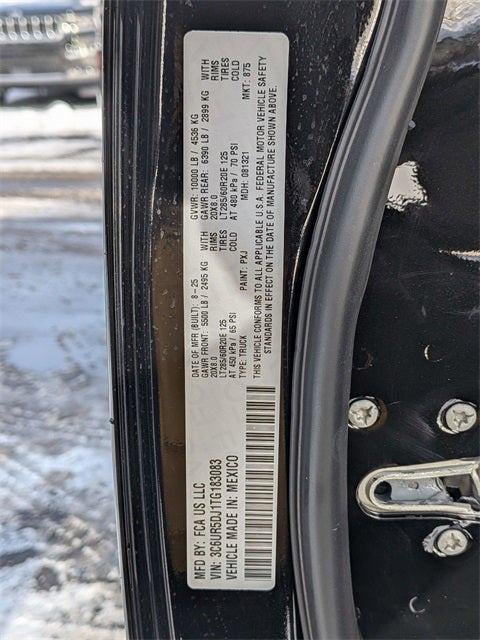 MFD BY: FCA US LLC
VIN: 3C6UR5DJ1TG183083
VEHICLE MADE IN: MEXICO
DATE OF MFR (BUILT): 8-25 GVWR: 10000 LB / 4536 KG
GAWR FRONT: 5500 LB / 2495 KG WITH GAWR REAR: 6390 LB / 2899 KG WITH
20X8.0 RIMS 20X8.0 RIMS
LT285/60R20E 125 TIRES LT285/60R20E 125 TIRES
AT 450 kPa / 65 PSI COLD AT 480 kPa / 70 PSI COLD
TYPE: TRUCK PAINT: PXJ MDH: 081321 MKT: 875
THIS VEHICLE CONFORMS TO ALL APPLICABLE U.S.A. FEDERAL MOTOR VEHICLE SAFETY
STANDARDS IN EFFECT ON THE DATE OF MANUFACTURE SHOWN ABOVE.